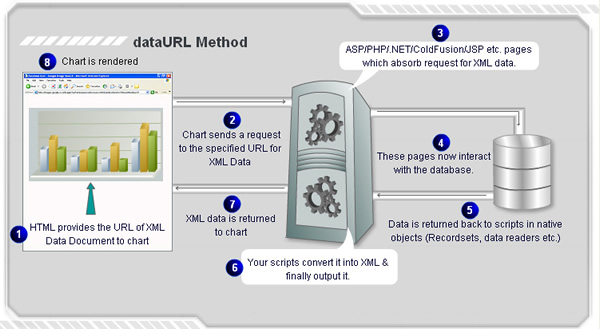 dataURL Method
8 Chart is rendered
3
ASP/PHP/.NET/ColdFusion/JSP etc. pages
which absorb request for XML data.
2
Chart sends a request
to the specified URL for
XML Data
4
These pages now interact
with the database.
7
XML data is returned
to chart
5
Data is returned back to scripts in native
objects (Recordsets, data readers etc.)
1 HTML provides the URL of XML
Data Document to chart
6 Your scripts convert it into XML &
finally output it.